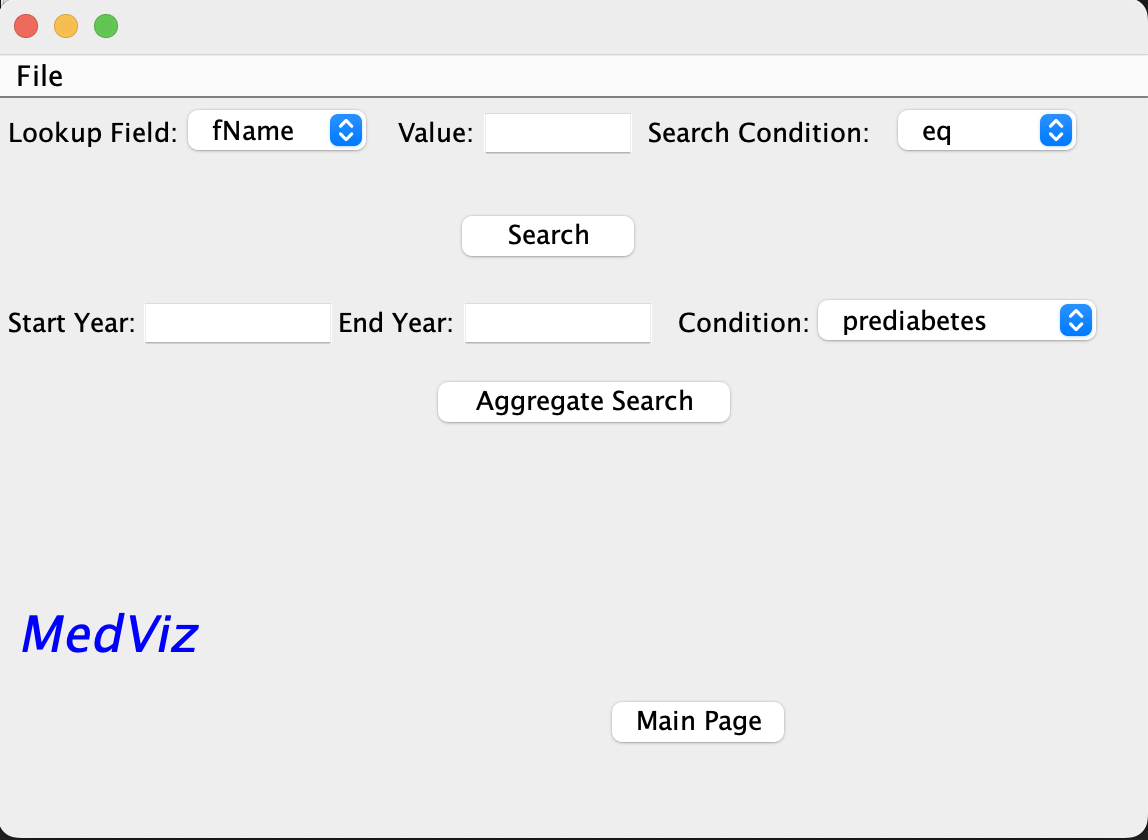 File
Lookup Field: fName Value: Search Condition: eq
Search
Start Year: End Year: Condition: prediabetes
Aggregate Search
MedViz
Main Page